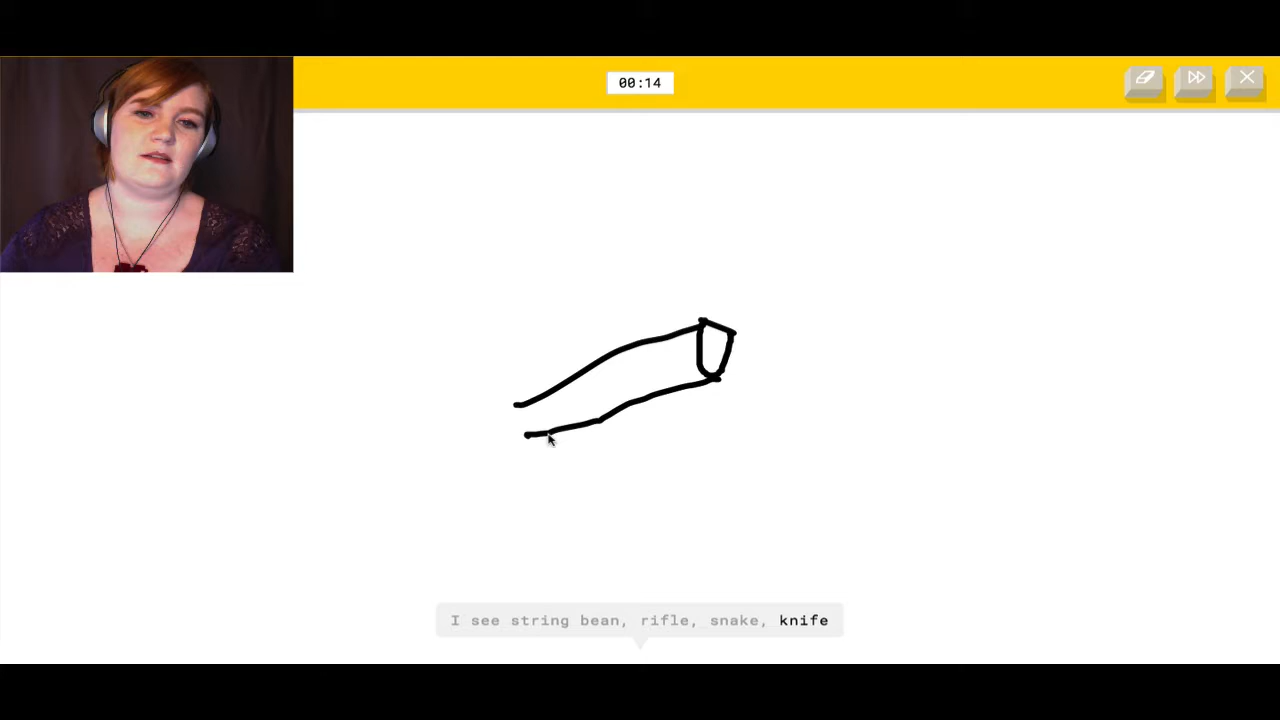 00:14
I see string bean, rifle, snake, knife